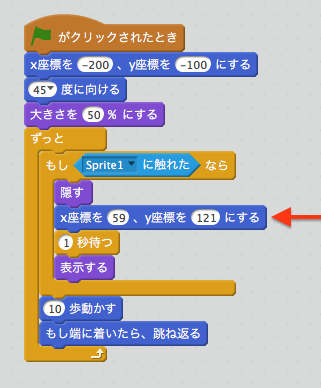 がクリックされたとき
x座標を -200 、y座標を -100 にする
45▼ 度に向ける
大きさを 50 % にする
ずっと
もし Sprite1 ▼ に触れた なら
隠す
x座標を 59 、y座標を 121 にする
1 秒待つ
表示する
10 歩動かす
もし端に着いたら、跳ね返る